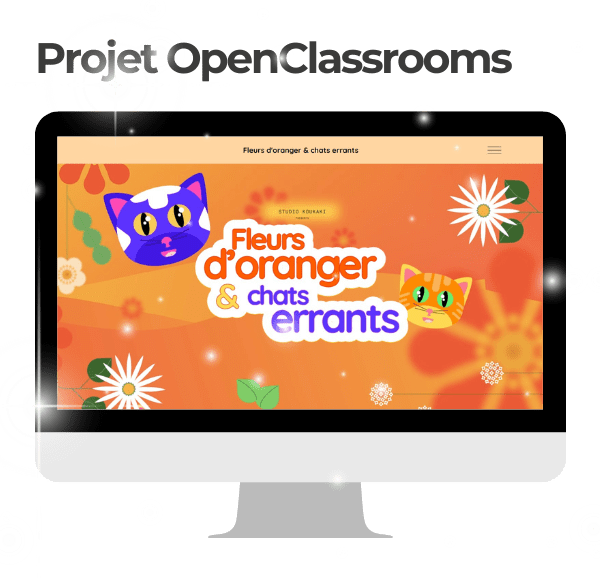 Projet OpenClassrooms
Fleurs d'oranger & chats errants
STUDIO KOUKAKI
Fleurs
d'oranger
& chats
errants